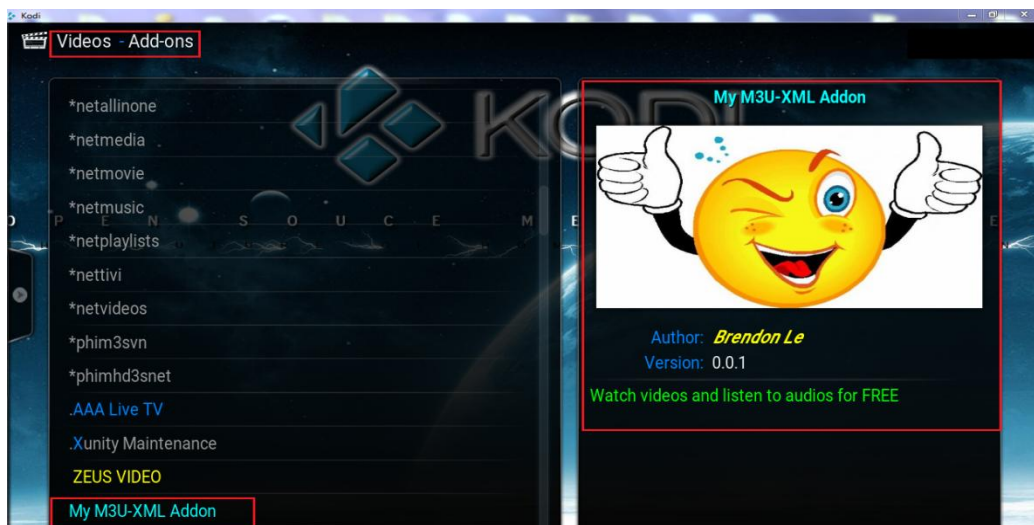 Kodi
Videos - Add-ons
*netallinone
*netmedia
*netmovie
*netmusic
*netplaylists
*nettivi
*netvideos
*phim3svn
*phimhd3snet
.AAA Live TV
.Xunity Maintenance
ZEUS VIDEO
My M3U-XML Addon
KODI
O P E N S O U C E M E
My M3U-XML Addon
Author: Brendon Le
Version: 0.0.1
Watch videos and listen to audios for FREE